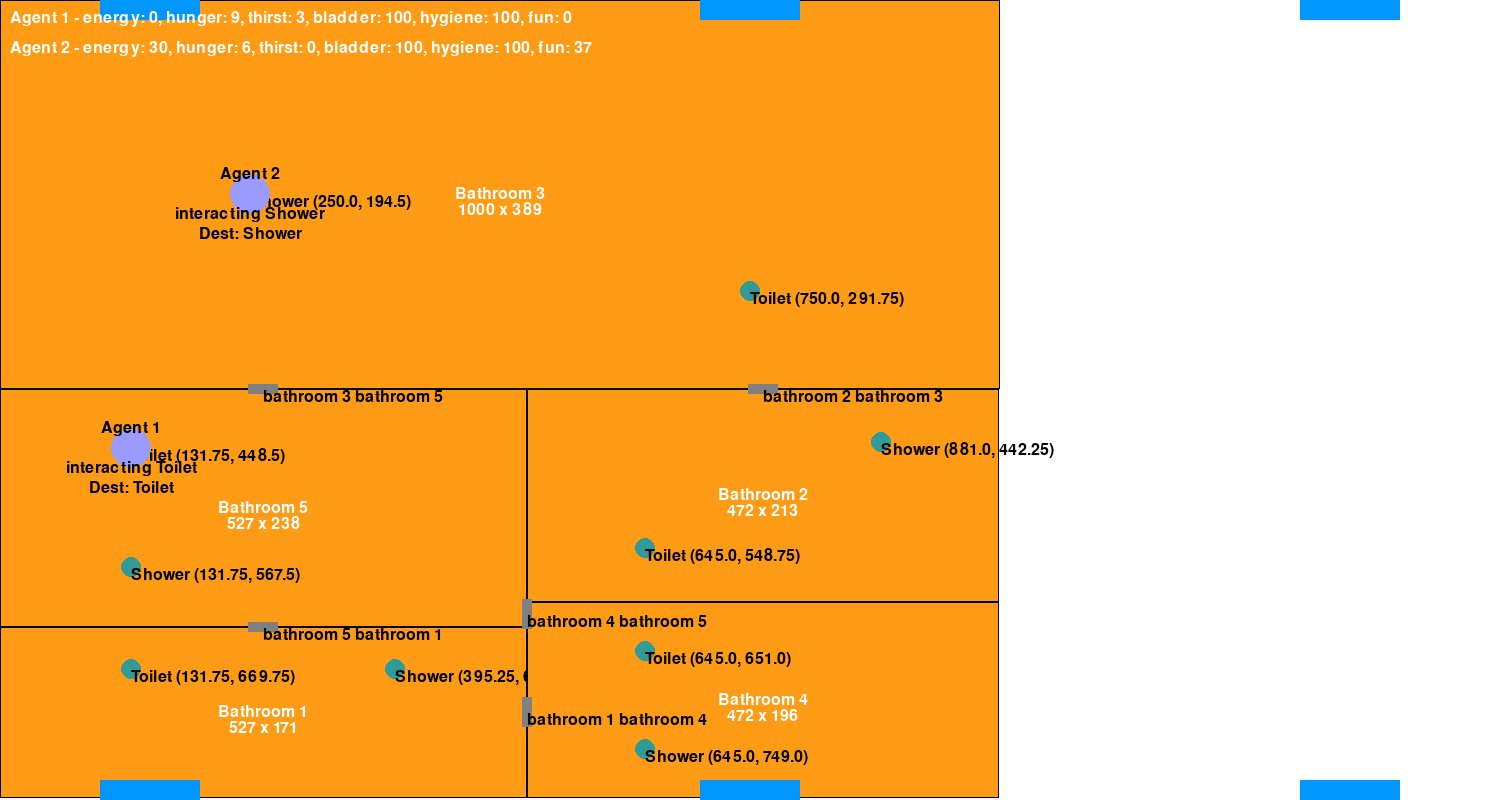 Agent 1 - energy: 0, hunger: 9, thirst: 3, bladder: 100, hygiene: 100, fun: 0
Agent 2 - energy: 30, hunger: 6, thirst: 0, bladder: 100, hygiene: 100, fun: 37
Agent 2
ower (250.0, 194.5)
interacting Shower
Dest: Shower
Bathroom 3
1000 x 389
Toilet (750.0, 291.75)
bathroom 3 bathroom 5
bathroom 2 bathroom 3
Agent 1
ilet (131.75, 448.5)
interacting Toilet
Dest: Toilet
Shower (881.0, 442.25)
Bathroom 5
527 x 238
Bathroom 2
472 x 213
Toilet (645.0, 548.75)
Shower (131.75, 567.5)
bathroom 4 bathroom 5
bathroom 5 bathroom 1
Toilet (645.0, 651.0)
Toilet (131.75, 669.75)
Shower (395.25,
Bathroom 1
527 x 171
Bathroom 4
472 x 196
bathroom 1 bathroom 4
Shower (645.0, 749.0)